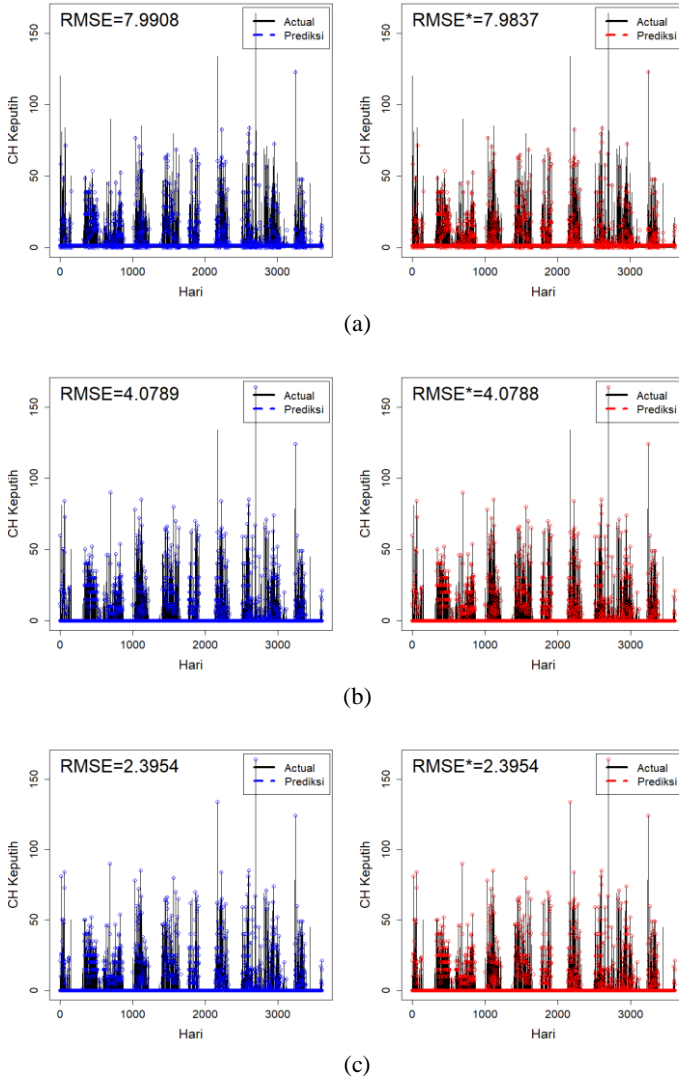 RMSE=7.9908
Actual
Prediksi
CH Keputih
150
100
50
0
0 1000 2000 3000
Hari
RMSE*=7.9837
Actual
Prediksi
CH Keputih
150
100
50
0
0 1000 2000 3000
Hari
(a)
RMSE=4.0789
Actual
Prediksi
CH Keputih
150
100
50
0
0 1000 2000 3000
Hari
RMSE*=4.0788
Actual
Prediksi
CH Keputih
150
100
50
0
0 1000 2000 3000
Hari
(b)
RMSE=2.3954
Actual
Prediksi
CH Keputih
150
100
50
0
0 1000 2000 3000
Hari
RMSE*=2.3954
Actual
Prediksi
CH Keputih
150
100
50
0
0 1000 2000 3000
Hari
(c)